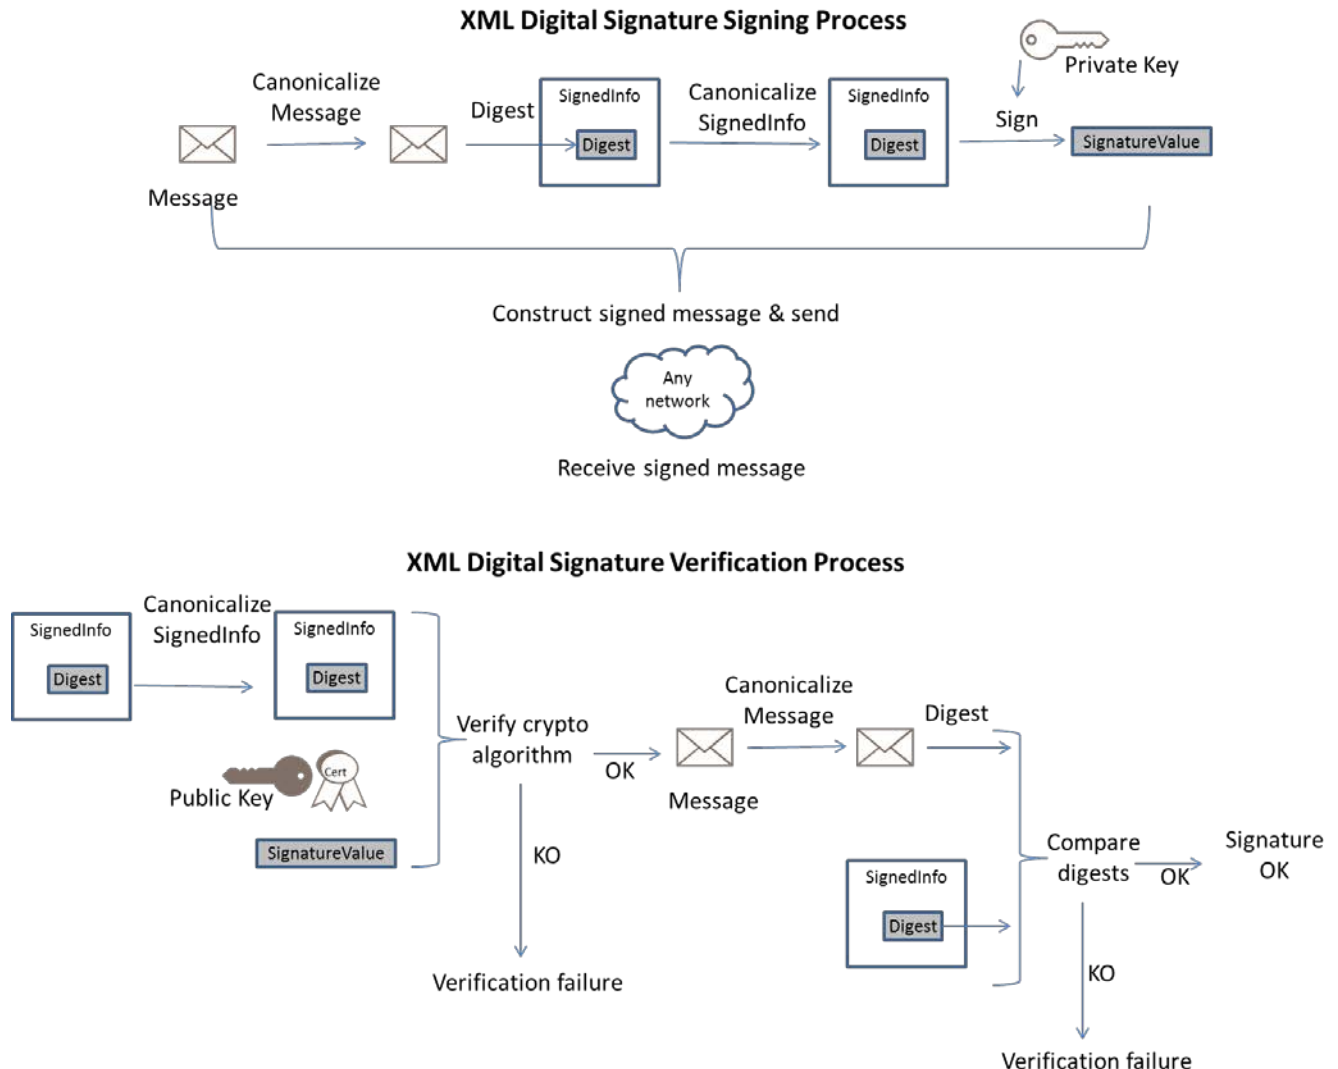 XML Digital Signature Signing Process
Private Key
Canonicalize
Message
Digest
SignedInfo
Digest
Canonicalize
SignedInfo
SignedInfo
Digest
Sign
SignatureValue
Message
Construct signed message & send
Any
network
Receive signed message
XML Digital Signature Verification Process
SignedInfo
Digest
Canonicalize
SignedInfo
SignedInfo
Digest
Public Key
Cert
SignatureValue
Verify crypto
algorithm
OK
KO
Verification failure
Message
Canonicalize
Message
Digest
SignedInfo
Digest
Compare
digests
OK
Signature
OK
KO
Verification failure